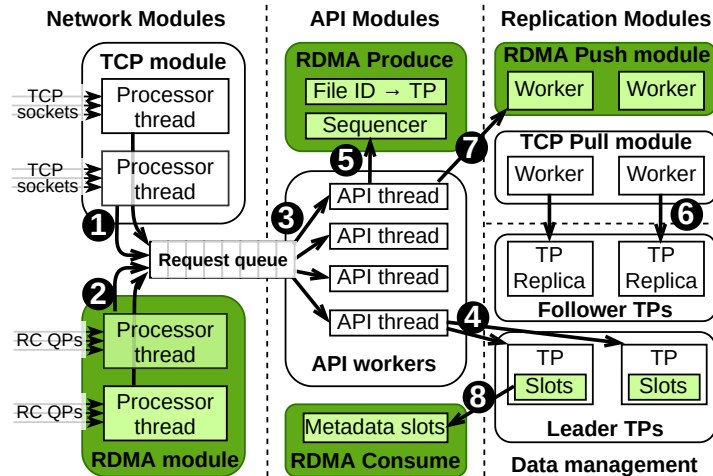 Network Modules
API Modules
Replication Modules
TCP module
TCP
sockets
Processor
thread
TCP
sockets
Processor
thread
1
2
RC QPs
Processor
thread
RC QPs
Processor
thread
RDMA module
Request queue
RDMA Produce
File ID → TP
Sequencer
5
7
3
API thread
API thread
API thread
API thread
API workers
4
8
Metadata slots
RDMA Consume
RDMA Push module
Worker
Worker
TCP Pull module
Worker
Worker
6
TP
Replica
TP
Replica
Follower TPs
TP
Slots
TP
Slots
Leader TPs
Data management